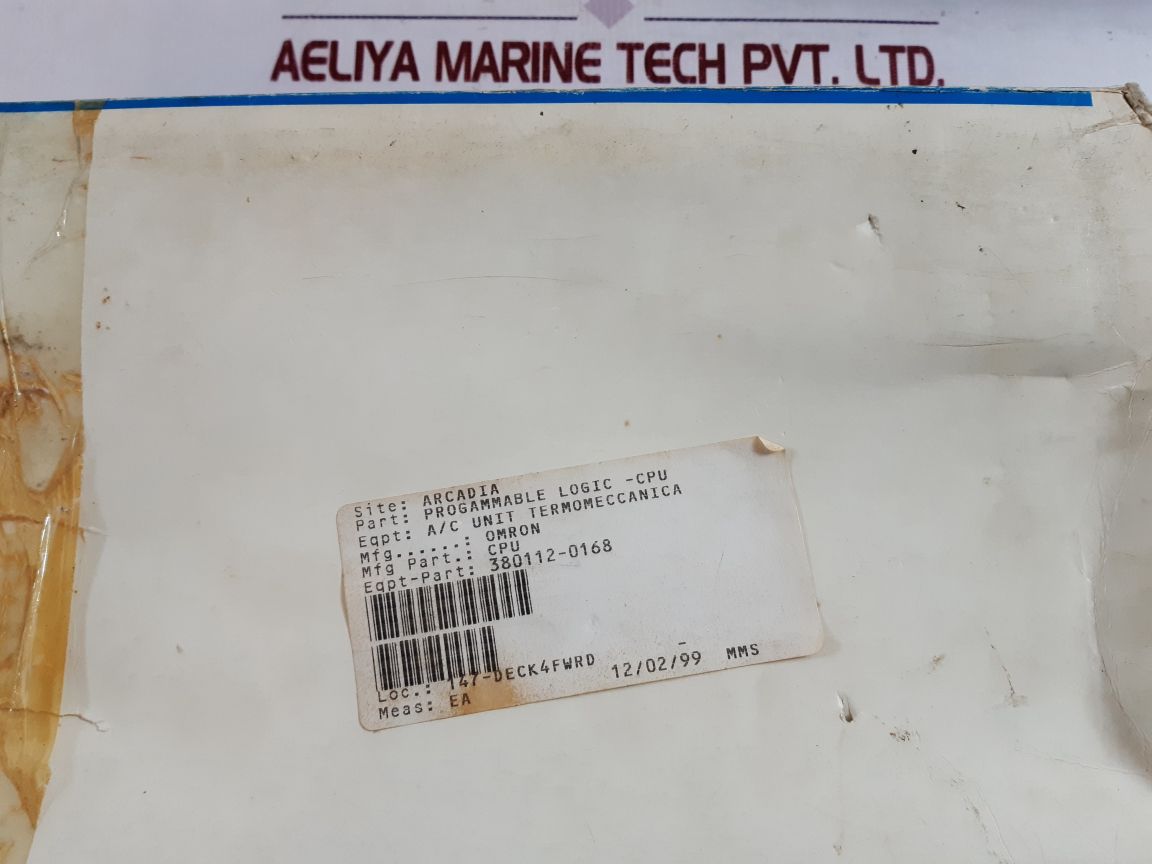 AELIYA MARINE TECH PVT. LTD.
Site: ARCADIA
Part: PROGAMMABLE LOGIC -CPU
Eqpt: A/C UNIT TERMOMECCANICA
Mfg......: OMRON
Mfg Part.: CPU
Eqpt-Part: 380112-0168
Loc.: 147-DECK4FWRD 12/02/99 MMS
Meas: EA